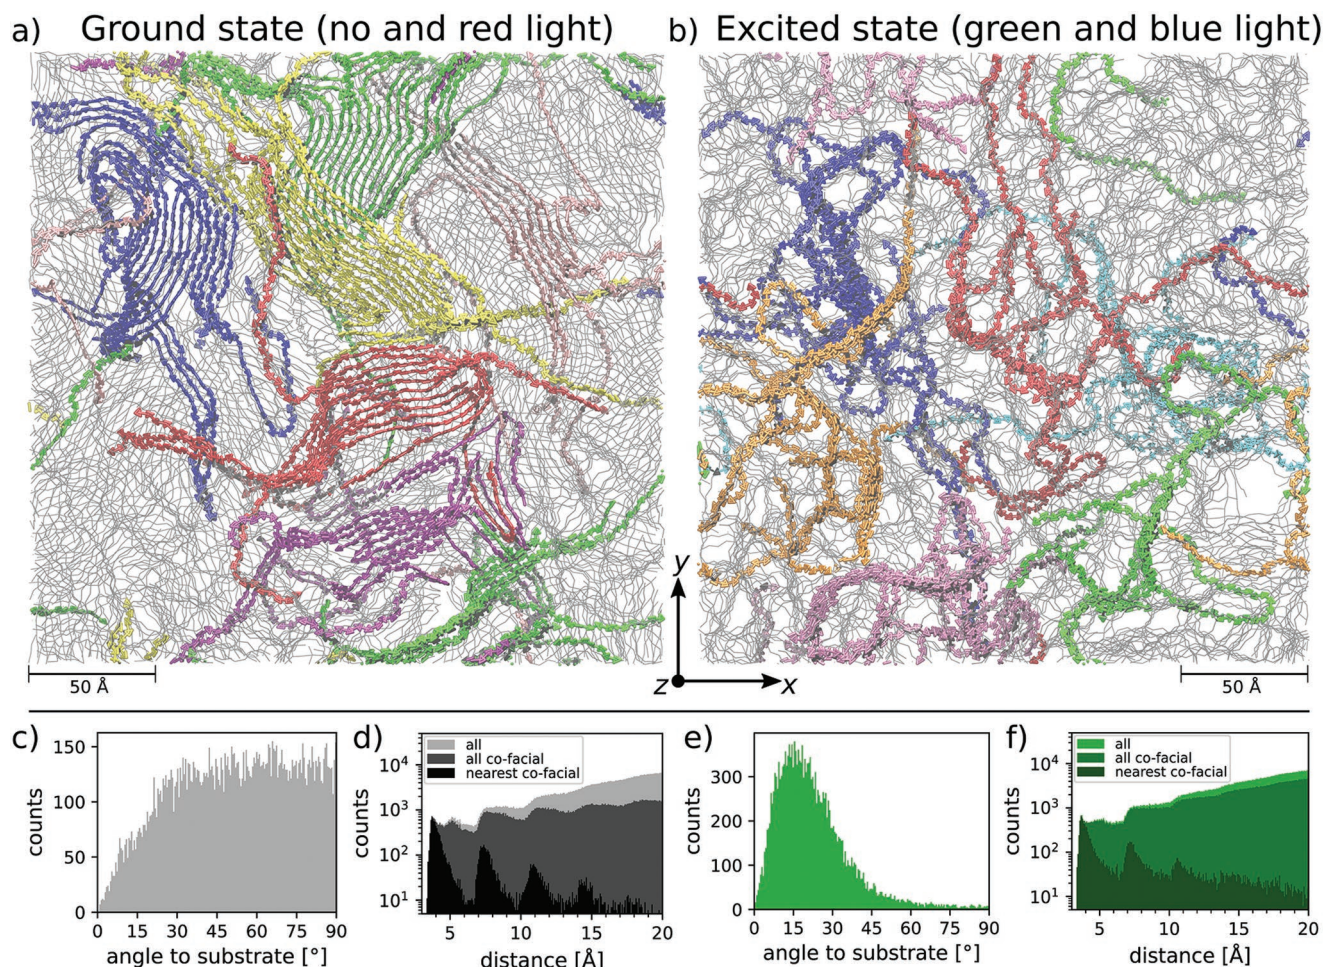 a) Ground state (no and red light)
b) Excited state (green and blue light)
50 Å
y
z
x
50 Å
c)
150
100
50
0
counts
0 15 30 45 60 75 90
angle to substrate [°]
d)
all
all co-facial
nearest co-facial
10⁴
10³
10²
10¹
counts
5 10 15 20
distance [Å]
e)
300
200
100
0
counts
0 15 30 45 60 75 90
angle to substrate [°]
f)
all
all co-facial
nearest co-facial
10⁴
10³
10²
10¹
counts
5 10 15 20
distance [Å]